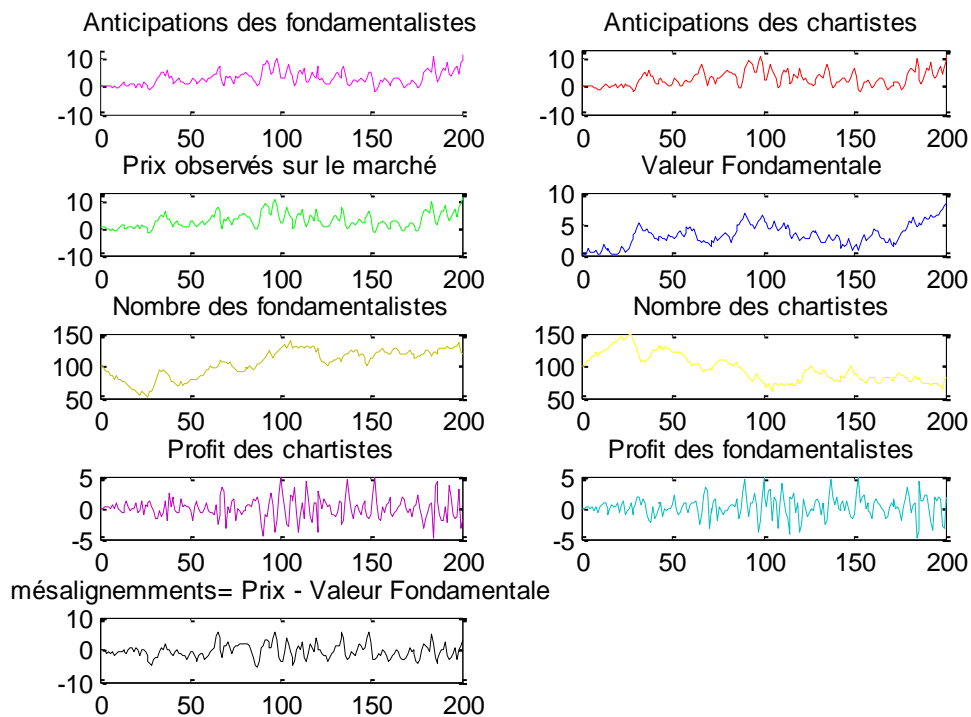 Anticipations des fondamentalistes
10
0
-10
0 50 100 150 200
Anticipations des chartistes
10
0
-10
0 50 100 150 200
Prix observés sur le marché
10
0
-10
0 50 100 150 200
Valeur Fondamentale
10
5
0
0 50 100 150 200
Nombre des fondamentalistes
150
100
50
0 50 100 150 200
Nombre des chartistes
150
100
50
0 50 100 150 200
Profit des chartistes
5
0
-5
0 50 100 150 200
Profit des fondamentalistes
5
0
-5
0 50 100 150 200
mésalignemments= Prix - Valeur Fondamentale
10
0
-10
0 50 100 150 200